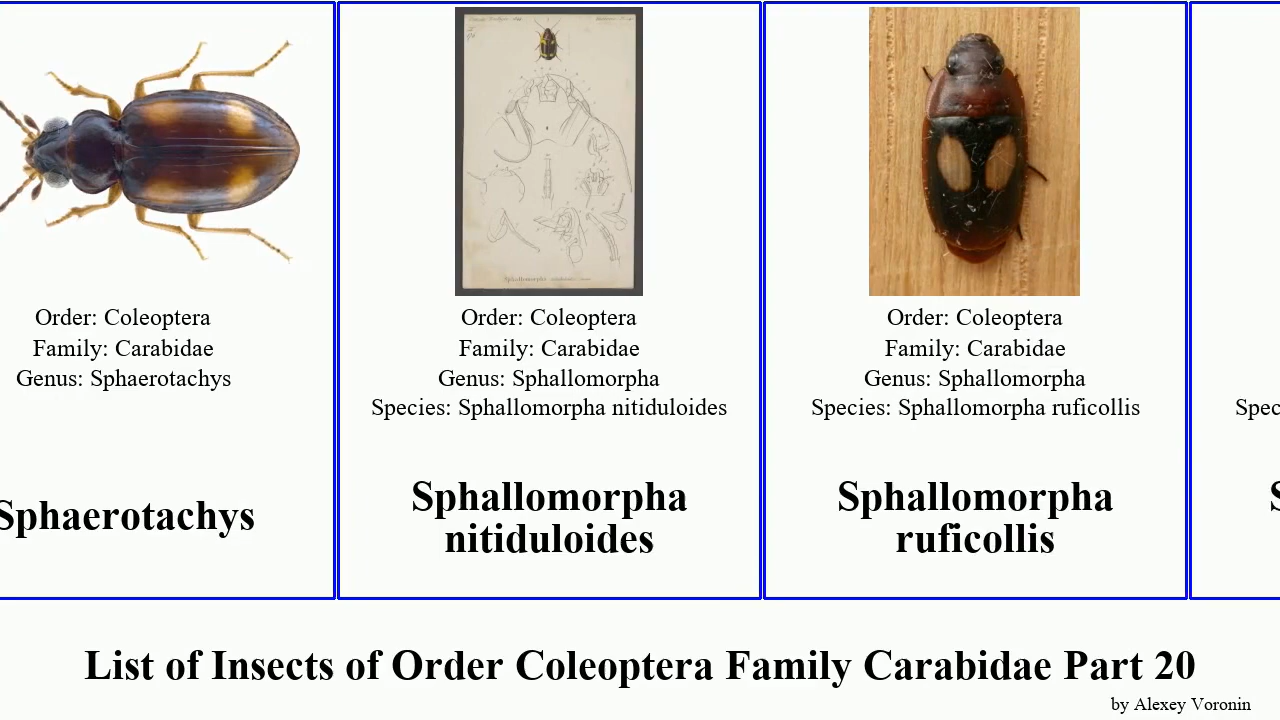 Order: Coleoptera
Family: Carabidae
Genus: Sphaerotachys
Sphaerotachys
Order: Coleoptera
Family: Carabidae
Genus: Sphallomorpha
Species: Sphallomorpha nitiduloides
Sphallomorpha
nitiduloides
Order: Coleoptera
Family: Carabidae
Genus: Sphallomorpha
Species: Sphallomorpha ruficollis
Sphallomorpha
ruficollis
Spec
S
List of Insects of Order Coleoptera Family Carabidae Part 20
by Alexey Voronin